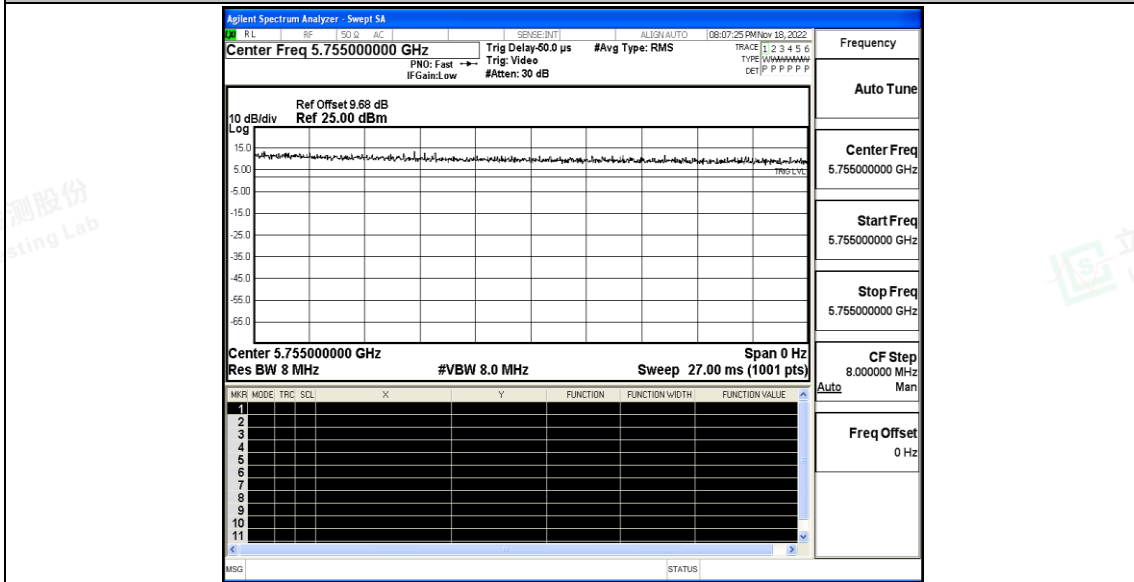 Agilent Spectrum Analyzer - Swept SA
RL RF 50 Ω AC SENSE:INT ALIGNAUTO 08:07:25 PM Nov 18, 2022
Center Freq 5.755000000 GHz
PNO: Fast
IFGain:Low
Trig Delay-50.0 µs
Trig: Video
#Atten: 30 dB
#Avg Type: RMS
TRACE 1 2 3 4 5 6
TYPE
DET P P P P P P
Ref Offset 9.68 dB
10 dB/div Ref 25.00 dBm
Log
15.0
5.00
TRIG LVL
-5.00
-15.0
-25.0
-35.0
-45.0
-55.0
-65.0
Center 5.755000000 GHz Span 0 Hz
Res BW 8 MHz #VBW 8.0 MHz Sweep 27.00 ms (1001 pts)
MKR MODE TRC SCL X Y FUNCTION FUNCTION WIDTH FUNCTION VALUE
1
2
3
4
5
6
7
8
9
10
11
MSG STATUS
Frequency
Auto Tune
Center Freq
5.755000000 GHz
Start Freq
5.755000000 GHz
Stop Freq
5.755000000 GHz
CF Step
8.000000 MHz
Auto Man
Freq Offset
0 Hz
测股份
sting Lab
立